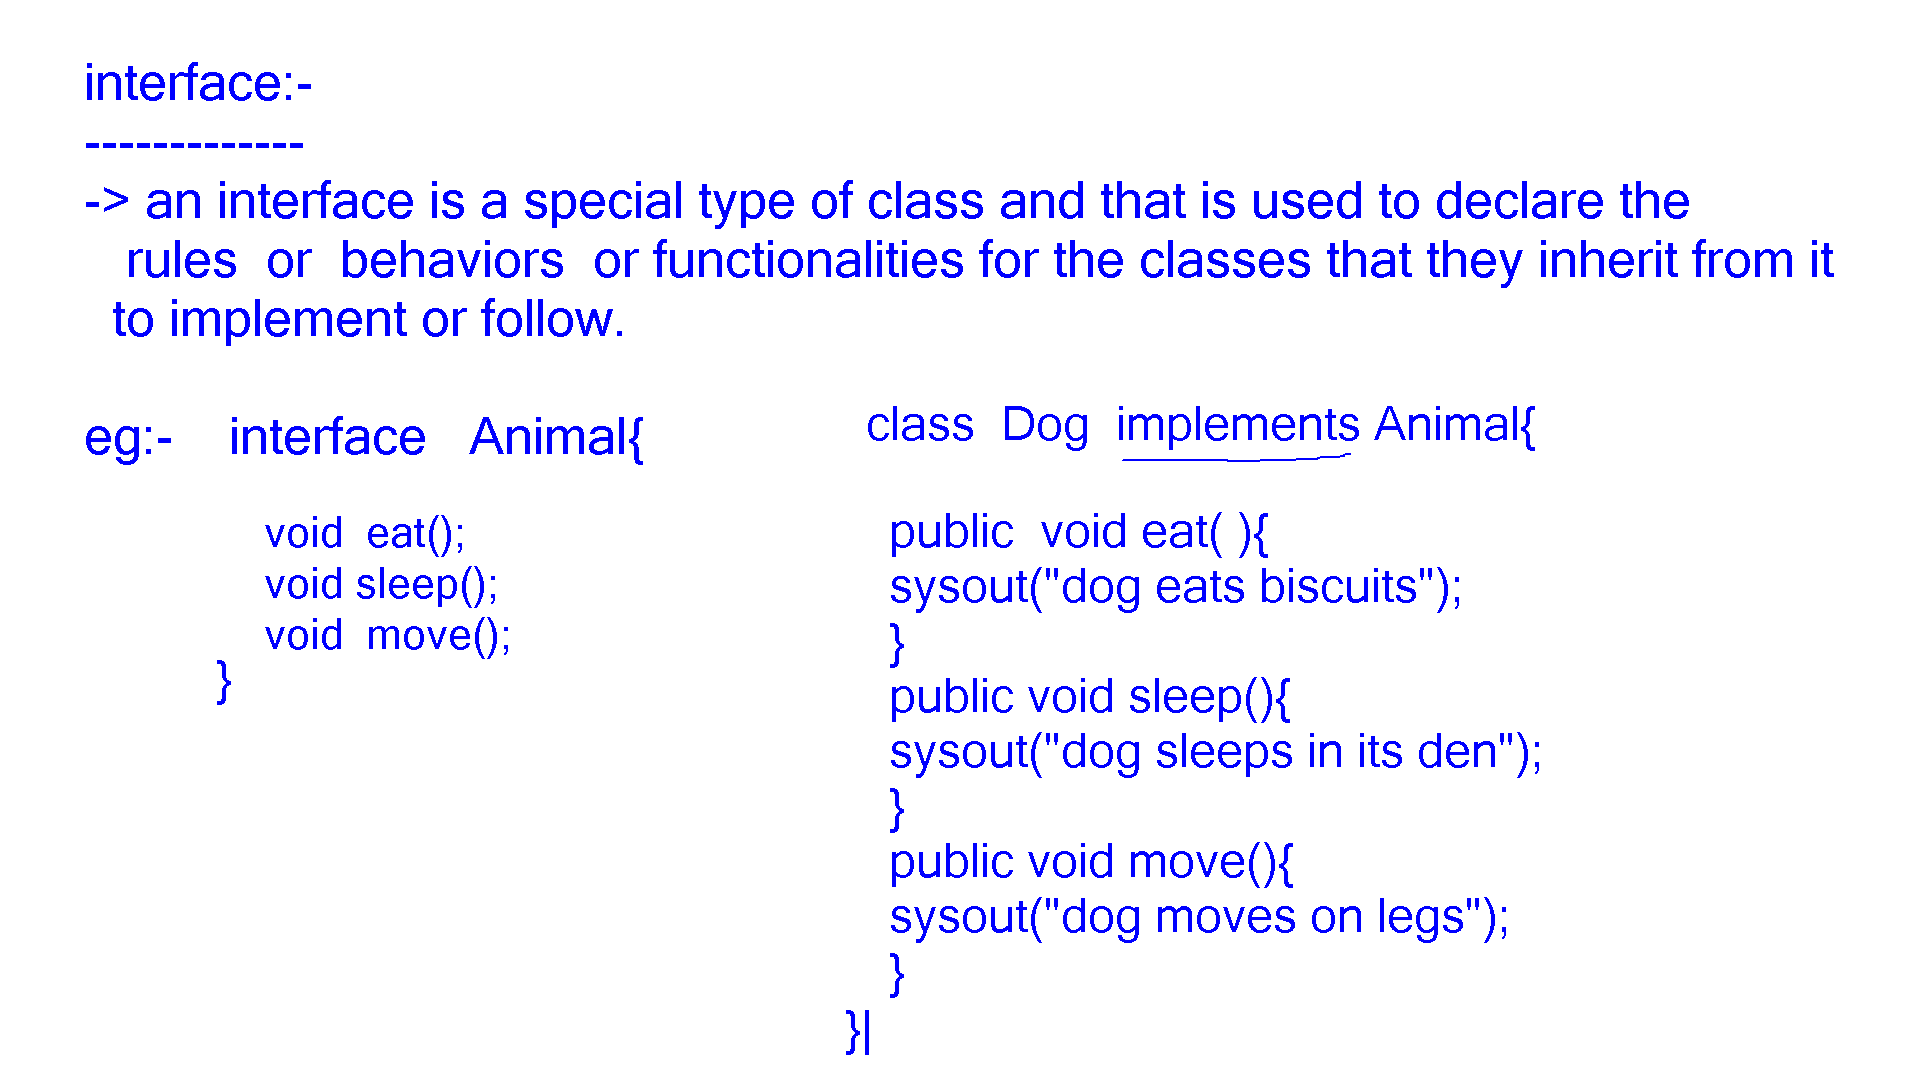 interface:-
-------------
-> an interface is a special type of class and that is used to declare the
rules or behaviors or functionalities for the classes that they inherit from it
to implement or follow.
eg:- interface Animal{
void eat();
void sleep();
void move();
}
class Dog implements Animal{
public void eat( ){
sysout("dog eats biscuits");
}
public void sleep(){
sysout("dog sleeps in its den");
}
public void move(){
sysout("dog moves on legs");
}
}